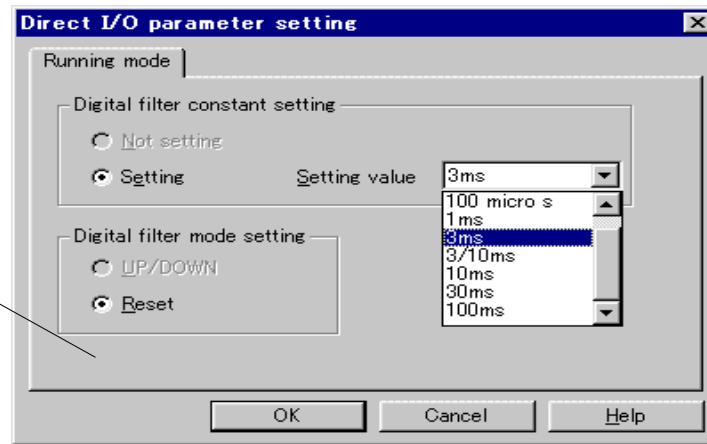 Direct I/O parameter setting
Running mode
Digital filter constant setting
Not setting
Setting
Setting value
3ms
100 micro s
1ms
3ms
3/10ms
10ms
30ms
100ms
Digital filter mode setting
UP/DOWN
Reset
OK
Cancel
Help